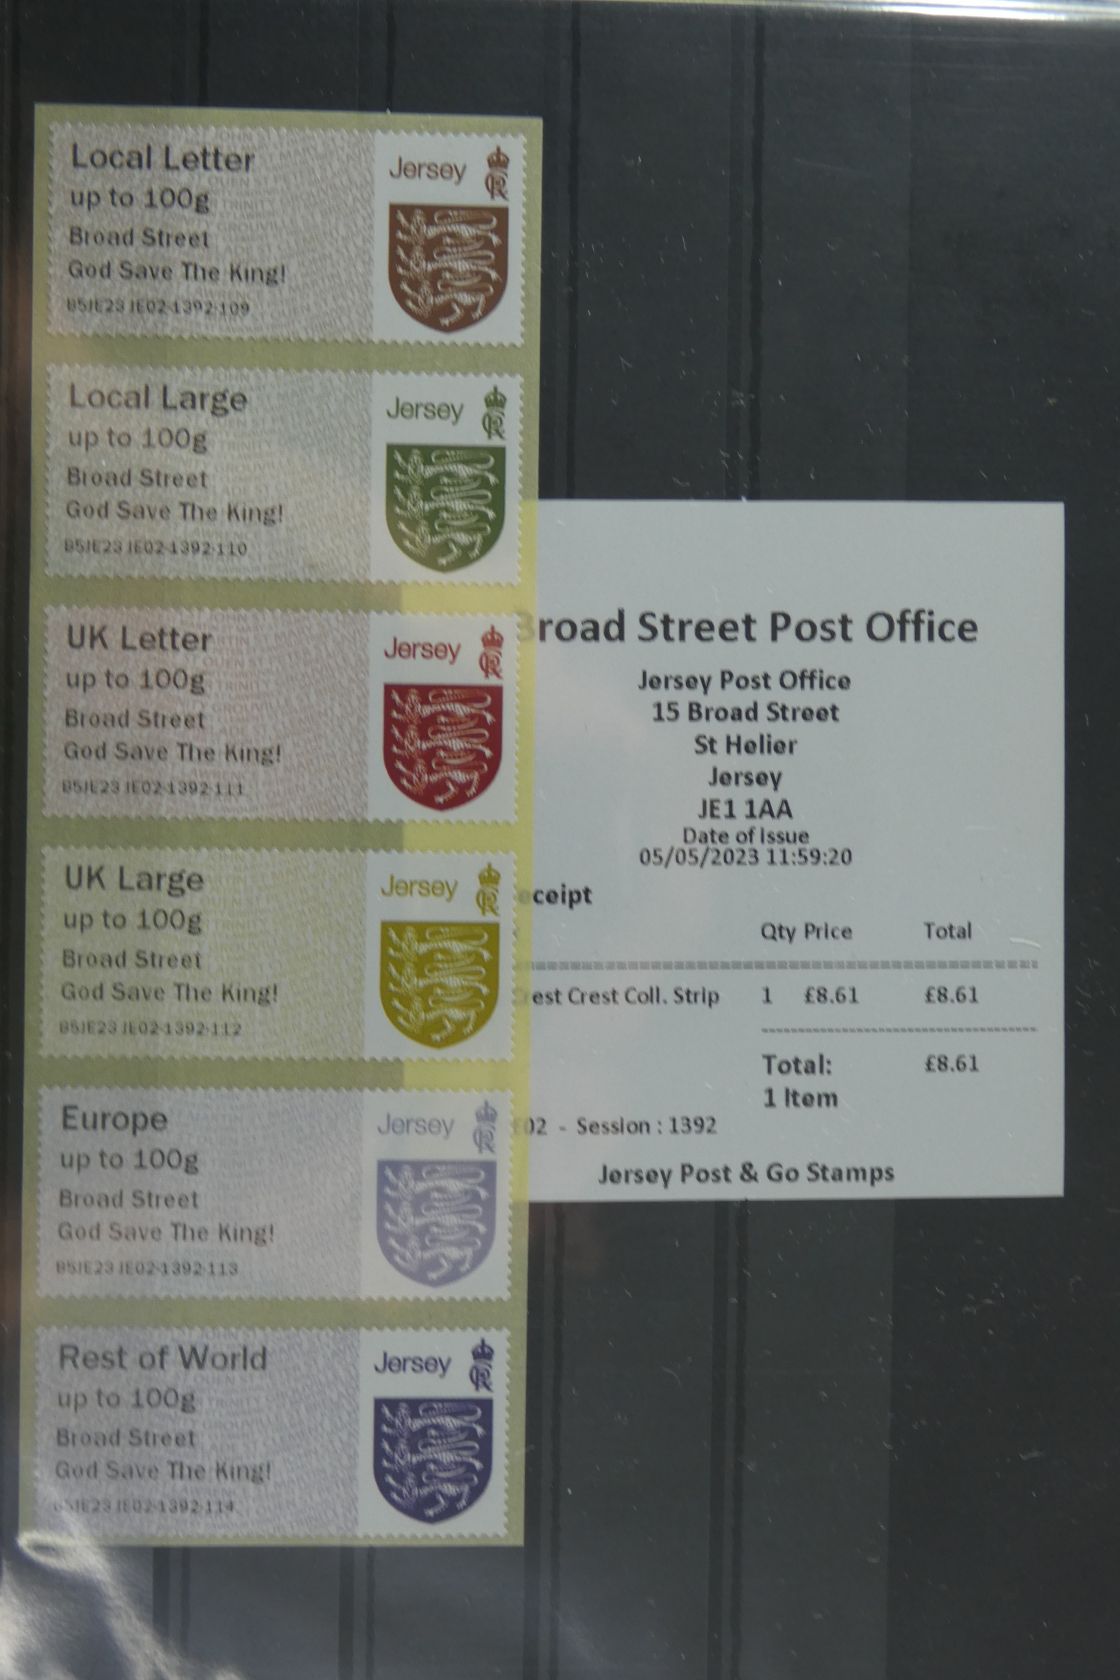 Local Letter
up to 100g
Broad Street
God Save The King!
B5JE23 JE02-1392-109
Jersey
Local Large
up to 100g
Broad Street
God Save The King!
B5JE23 JE02-1392-110
Jersey
UK Letter
up to 100g
Broad Street
God Save The King!
B5JE23 JE02-1392-111
Jersey
UK Large
up to 100g
Broad Street
God Save The King!
B5JE23 JE02-1392-112
Jersey
Europe
up to 100g
Broad Street
God Save The King!
B5JE23 JE02-1392-113
Jersey
Rest of World
up to 100g
Broad Street
God Save The King!
B5JE23 JE02-1392-114
Jersey
Broad Street Post Office
Jersey Post Office
15 Broad Street
St Helier
Jersey
JE1 1AA
Date of Issue
05/05/2023 11:59:20
eceipt
Qty Price Total
est Crest Coll. Strip 1 £8.61 £8.61
Total: £8.61
1 Item
02 - Session : 1392
Jersey Post & Go Stamps